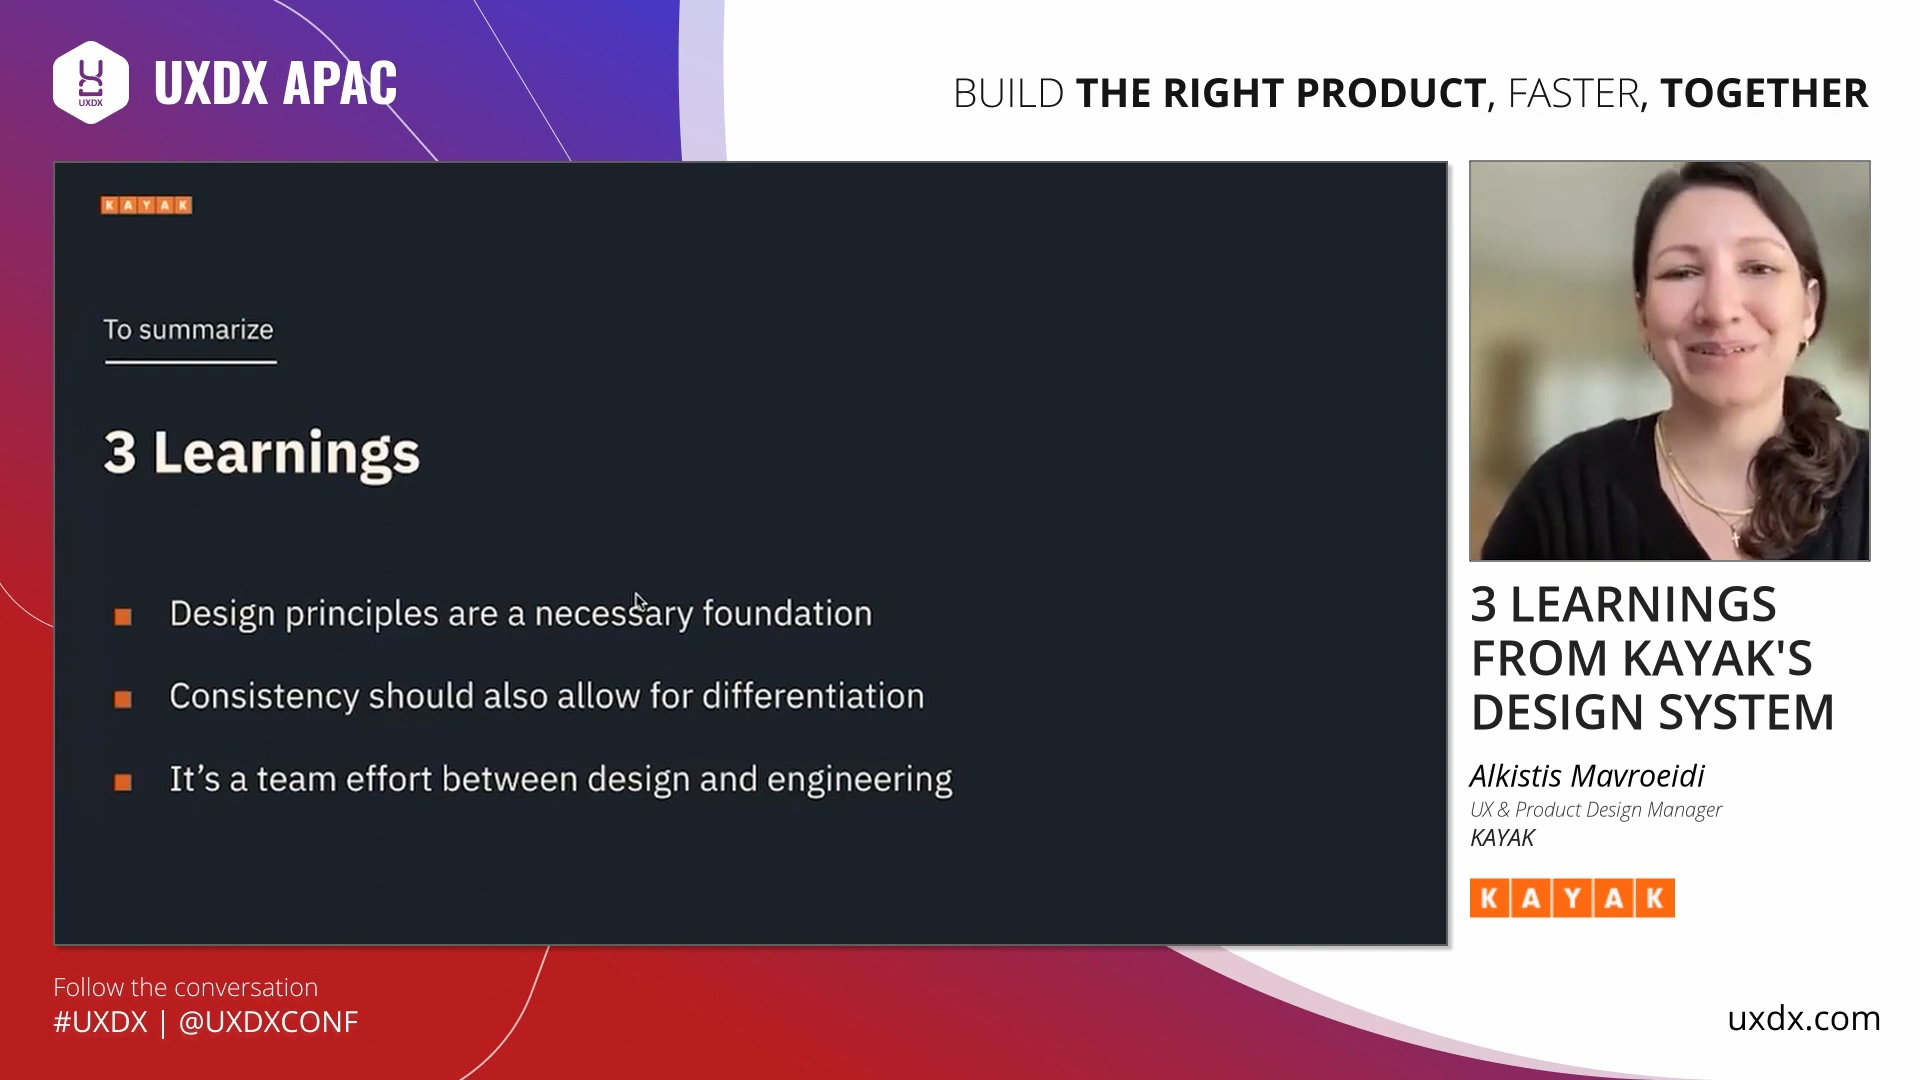 UXDX
UXDX APAC
BUILD THE RIGHT PRODUCT, FASTER, TOGETHER
KAYAK
To summarize
3 Learnings
Design principles are a necessary foundation
Consistency should also allow for differentiation
It’s a team effort between design and engineering
3 LEARNINGS
FROM KAYAK'S
DESIGN SYSTEM
Alkistis Mavroeidi
UX & Product Design Manager
KAYAK
KAYAK
Follow the conversation
#UXDX | @UXDXCONF
uxdx.com